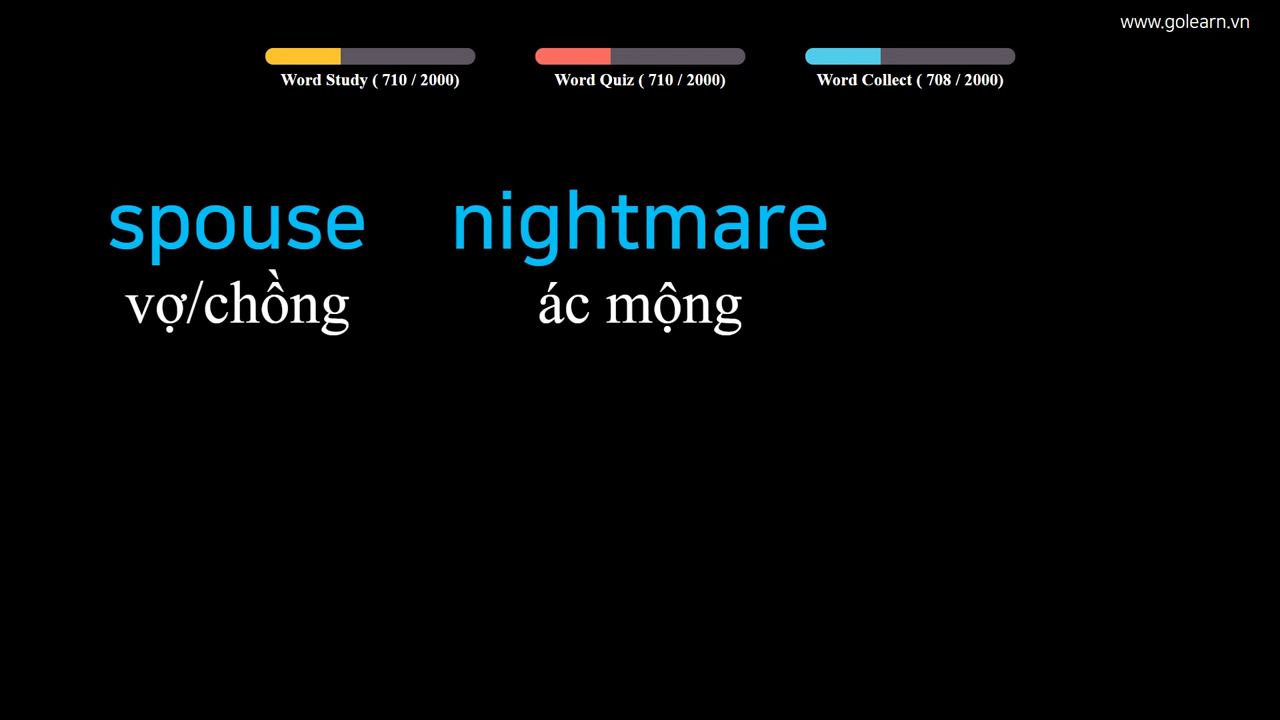 www.golearn.vn
Word Study ( 710 / 2000)
Word Quiz ( 710 / 2000)
Word Collect ( 708 / 2000)
spouse nightmare
vợ/chồng ác mộng